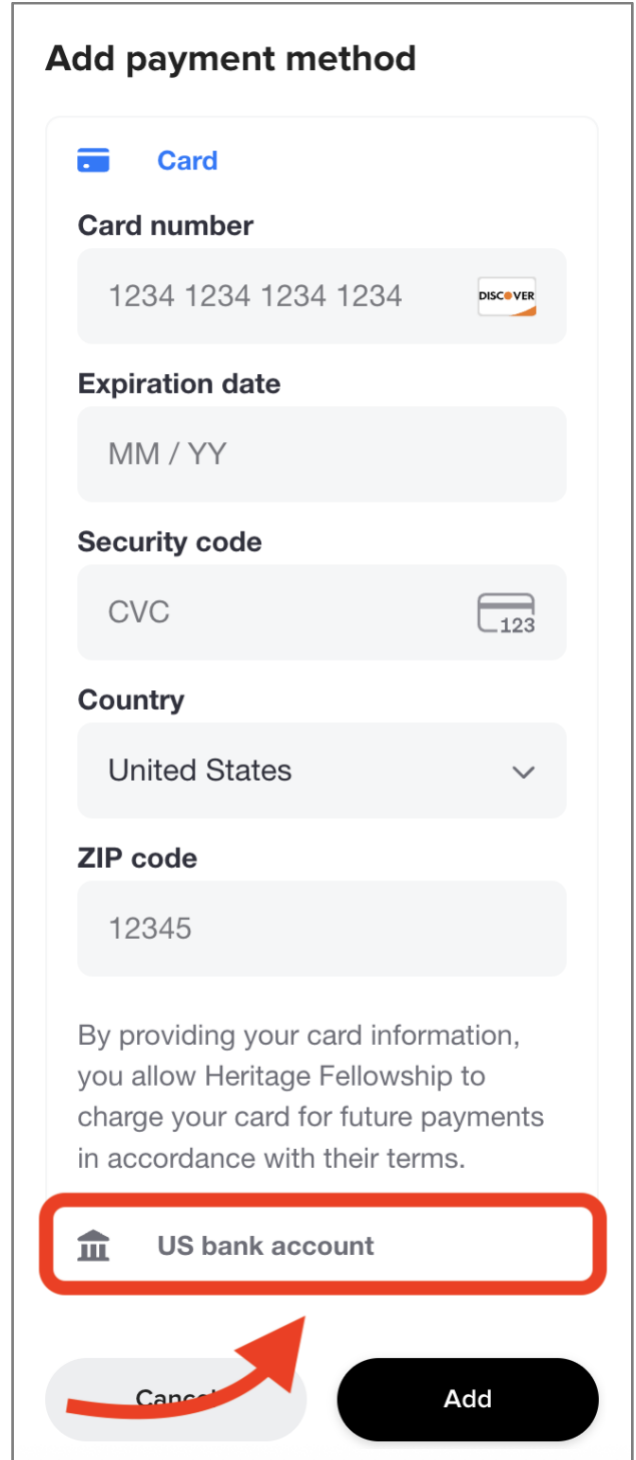 Add payment method
Card
Card number
1234 1234 1234 1234
DISCOVER
Expiration date
MM / YY
Security code
CVC
123
Country
United States
ZIP code
12345
By providing your card information,
you allow Heritage Fellowship to
charge your card for future payments
in accordance with their terms.
US bank account
Cancel
Add